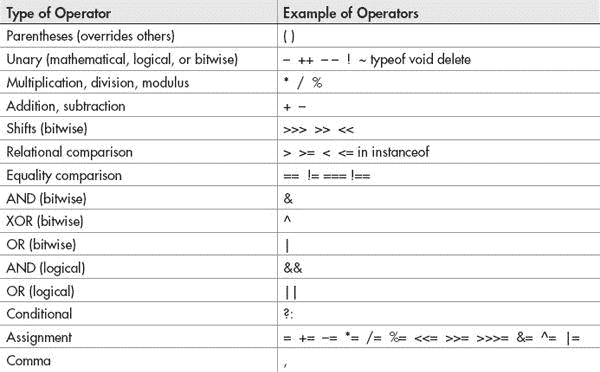 Type of Operator Example of Operators
Parentheses (overrides others) ( )
Unary (mathematical, logical, or bitwise) – ++ –– ! ~ typeof void delete
Multiplication, division, modulus * / %
Addition, subtraction + –
Shifts (bitwise) >>> >> <<
Relational comparison > >= < <= in instanceof
Equality comparison == != === !==
AND (bitwise) &
XOR (bitwise) ^
OR (bitwise) |
AND (logical) &&
OR (logical) ||
Conditional ?:
Assignment = += –= *= /= %= <<= >>= >>>= &= ^= |=
Comma ,